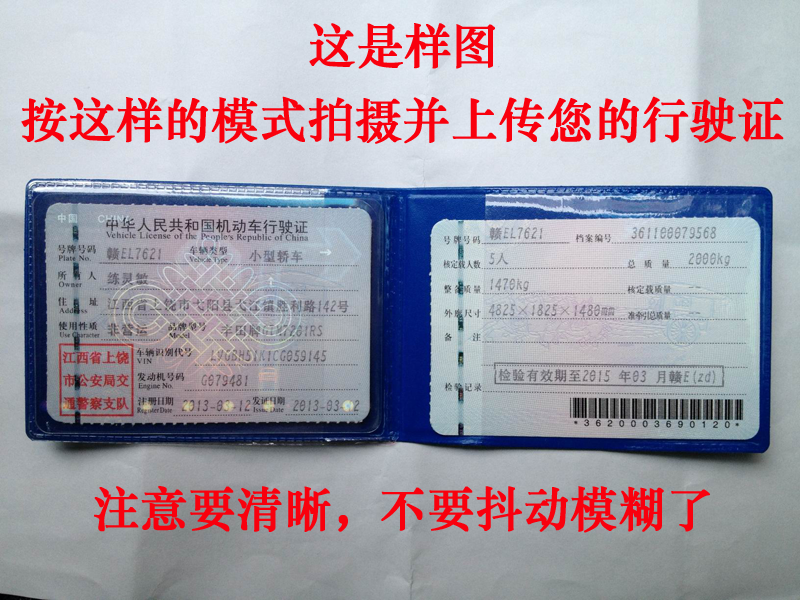 这是样图
按这样的模式拍摄并上传您的行驶证
中国 CHINA
中华人民共和国机动车行驶证
Vehicle License of the People's Republic of China
号牌号码 赣EL7621 车辆类型 小型轿车
Plate No. Vehicle Type
所有人 练灵敏
Owner
住址 江西省上饶市弋阳县大江镇胜利路142号
Address
使用性质 非营运 品牌型号
Use Character Model
江西省上饶
市公安局交
通警察支队
车辆识别代号
VIN
发动机号码 G079481
Engine No.
注册日期 2013-03-12 发证日期 2013-03-12
Register Date Issue Date
号牌号码 赣EL7621 档案编号 361100079568
核定载人数 5人 总质量 2000kg
整备质量 1470kg 核定载质量 --
外廓尺寸 4825×1825×1480mm 准牵引总质量 --
备注
检验记录 检验有效期至2015 年03 月赣E(zd)
*3620003690120*
注意要清晰，不要抖动模糊了